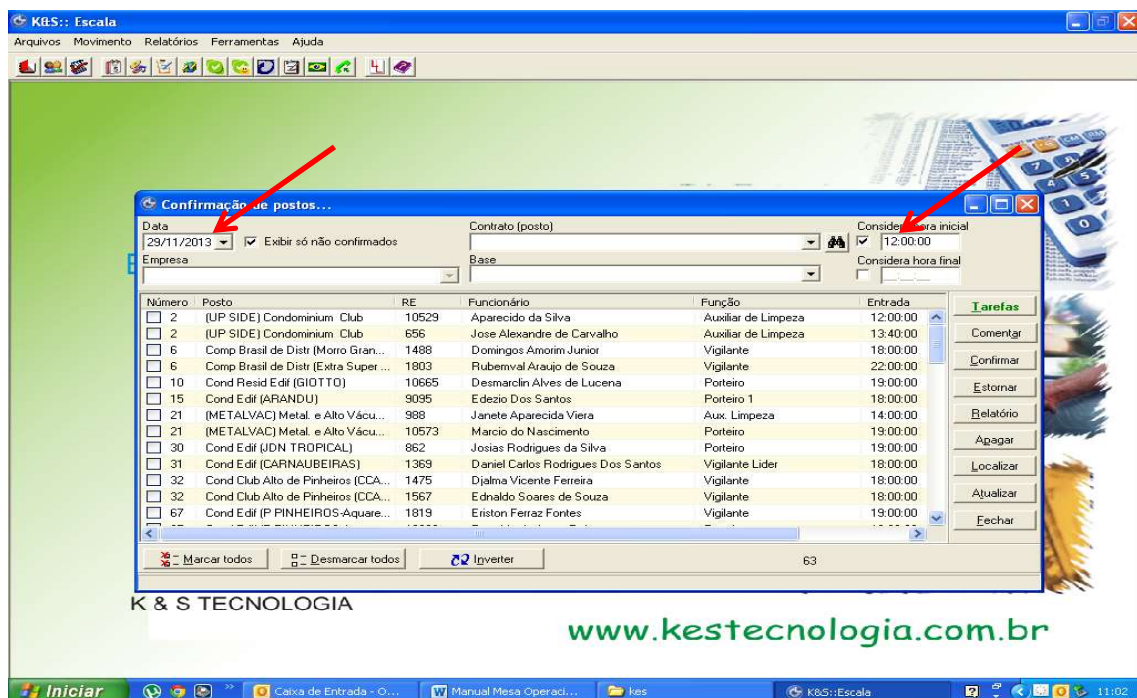 K&S:: Escala
Arquivos Movimento Relatórios Ferramentas Ajuda
Confirmação de postos...
Data Contrato (posto) Considera hora inicial
29/11/2013 Exibir só não confirmados 12:00:00
Empresa Base Considera hora final
Número Posto RE Funcionário Função Entrada
2 (UP SIDE) Condominium Club 10529 Aparecido da Silva Auxiliar de Limpeza 12:00:00
2 (UP SIDE) Condominium Club 656 Jose Alexandre de Carvalho Auxiliar de Limpeza 13:40:00
6 Comp Brasil de Distr (Morro Gran... 1488 Domingos Amorim Junior Vigilante 18:00:00
6 Comp Brasil de Distr (Extra Super ... 1803 Rubemval Araujo de Souza Vigilante 22:00:00
10 Cond Resid Edif (GIOTTO) 10665 Desmarclin Alves de Lucena Porteiro 19:00:00
15 Cond Edif (ARANDU) 9095 Edezio Dos Santos Porteiro 1 18:00:00
21 (METALVAC) Metal. e Alto Vácu... 988 Janete Aparecida Viera Aux. Limpeza 14:00:00
21 (METALVAC) Metal. e Alto Vácu... 10573 Marcio do Nascimento Porteiro 19:00:00
30 Cond Edif (JDN TROPICAL) 862 Josias Rodrigues da Silva Porteiro 19:00:00
31 Cond Edif (CARNAUBEIRAS) 1369 Daniel Carlos Rodrigues Dos Santos Vigilante Lider 18:00:00
32 Cond Club Alto de Pinheiros (CCA... 1475 Djalma Vicente Ferreira Vigilante 18:00:00
32 Cond Club Alto de Pinheiros (CCA... 1567 Ednaldo Soares de Souza Vigilante 18:00:00
67 Cond Edif (P PINHEIROS-Aquare... 1819 Eriston Ferraz Fontes Vigilante 19:00:00
Tarefas
Comentar
Confirmar
Estornar
Relatório
Apagar
Localizar
Atualizar
Fechar
Marcar todos Desmarcar todos Inverter 63
K & S TECNOLOGIA
www.kestecnologia.com.br
Iniciar Caixa de Entrada - O... Manual Mesa Operaci... kes K&S::Escala 11:02